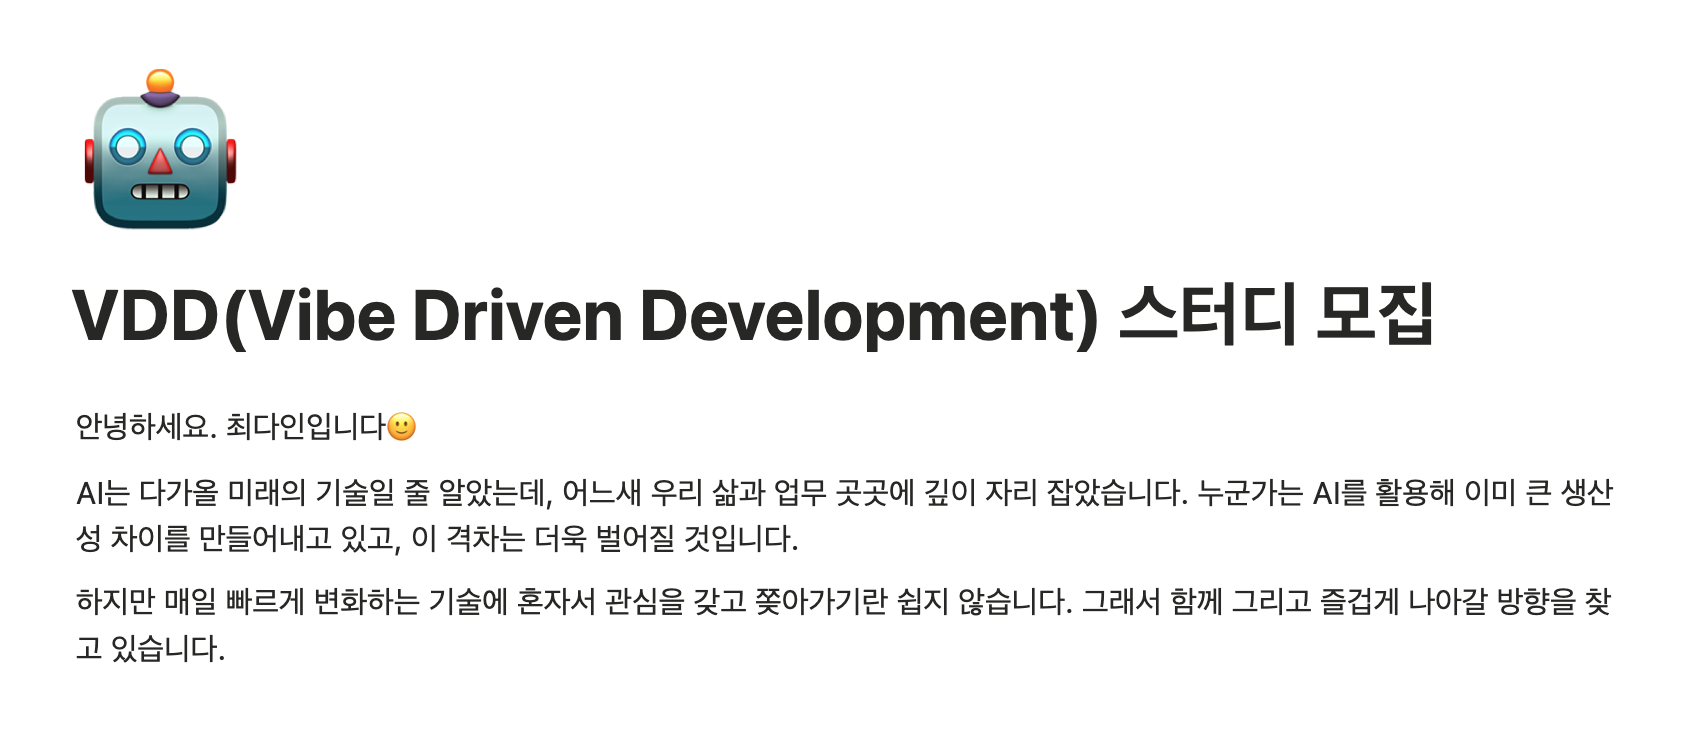 VDD(Vibe Driven Development) 스터디 모집
안녕하세요. 최다인입니다🙂
AI는 다가올 미래의 기술일 줄 알았는데, 어느새 우리 삶과 업무 곳곳에 깊이 자리 잡았습니다. 누군가는 AI를 활용해 이미 큰 생산
성 차이를 만들어내고 있고, 이 격차는 더욱 벌어질 것입니다.
하지만 매일 빠르게 변화하는 기술에 혼자서 관심을 갖고 쫒아가기란 쉽지 않습니다. 그래서 함께 그리고 즐겁게 나아갈 방향을 찾
고 있습니다.